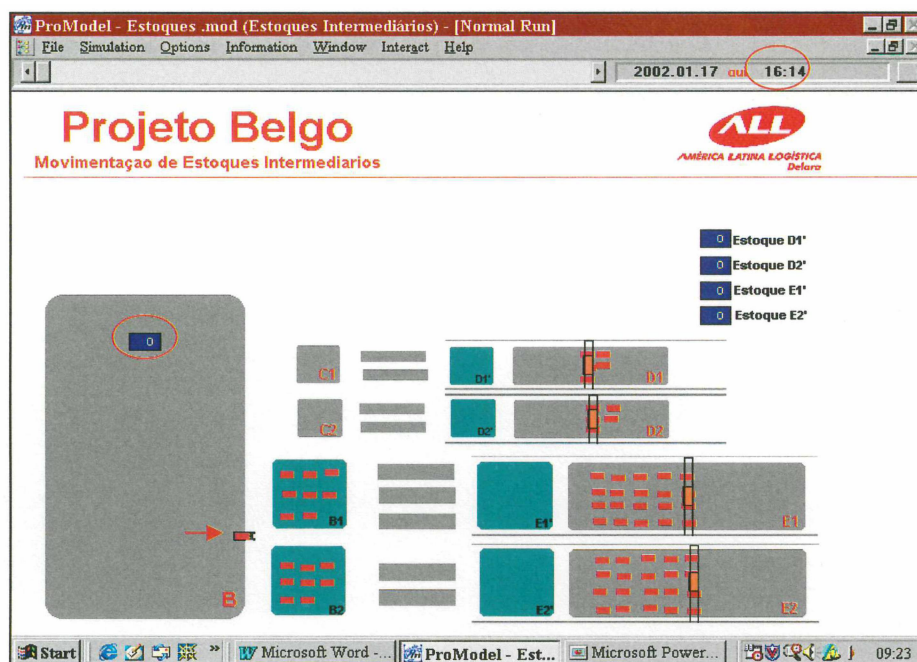 ProModel - Estoques .mod (Estoques Intermediários) - [Normal Run]
File Simulation Options Information Window Interact Help
2002.01.17 qui 16:14
Projeto Belgo
Movimentaçao de Estoques Intermediarios
ALL
AMÉRICA LATINA LOGÍSTICA
Delara
0 Estoque D1'
0 Estoque D2'
0 Estoque E1'
0 Estoque E2'
0
C1 D1' D1
C2 D2' D2
B1 E1' E1
B B2 E2' E2
Start » Microsoft Word -... ProModel - Est... Microsoft Power... 09:23